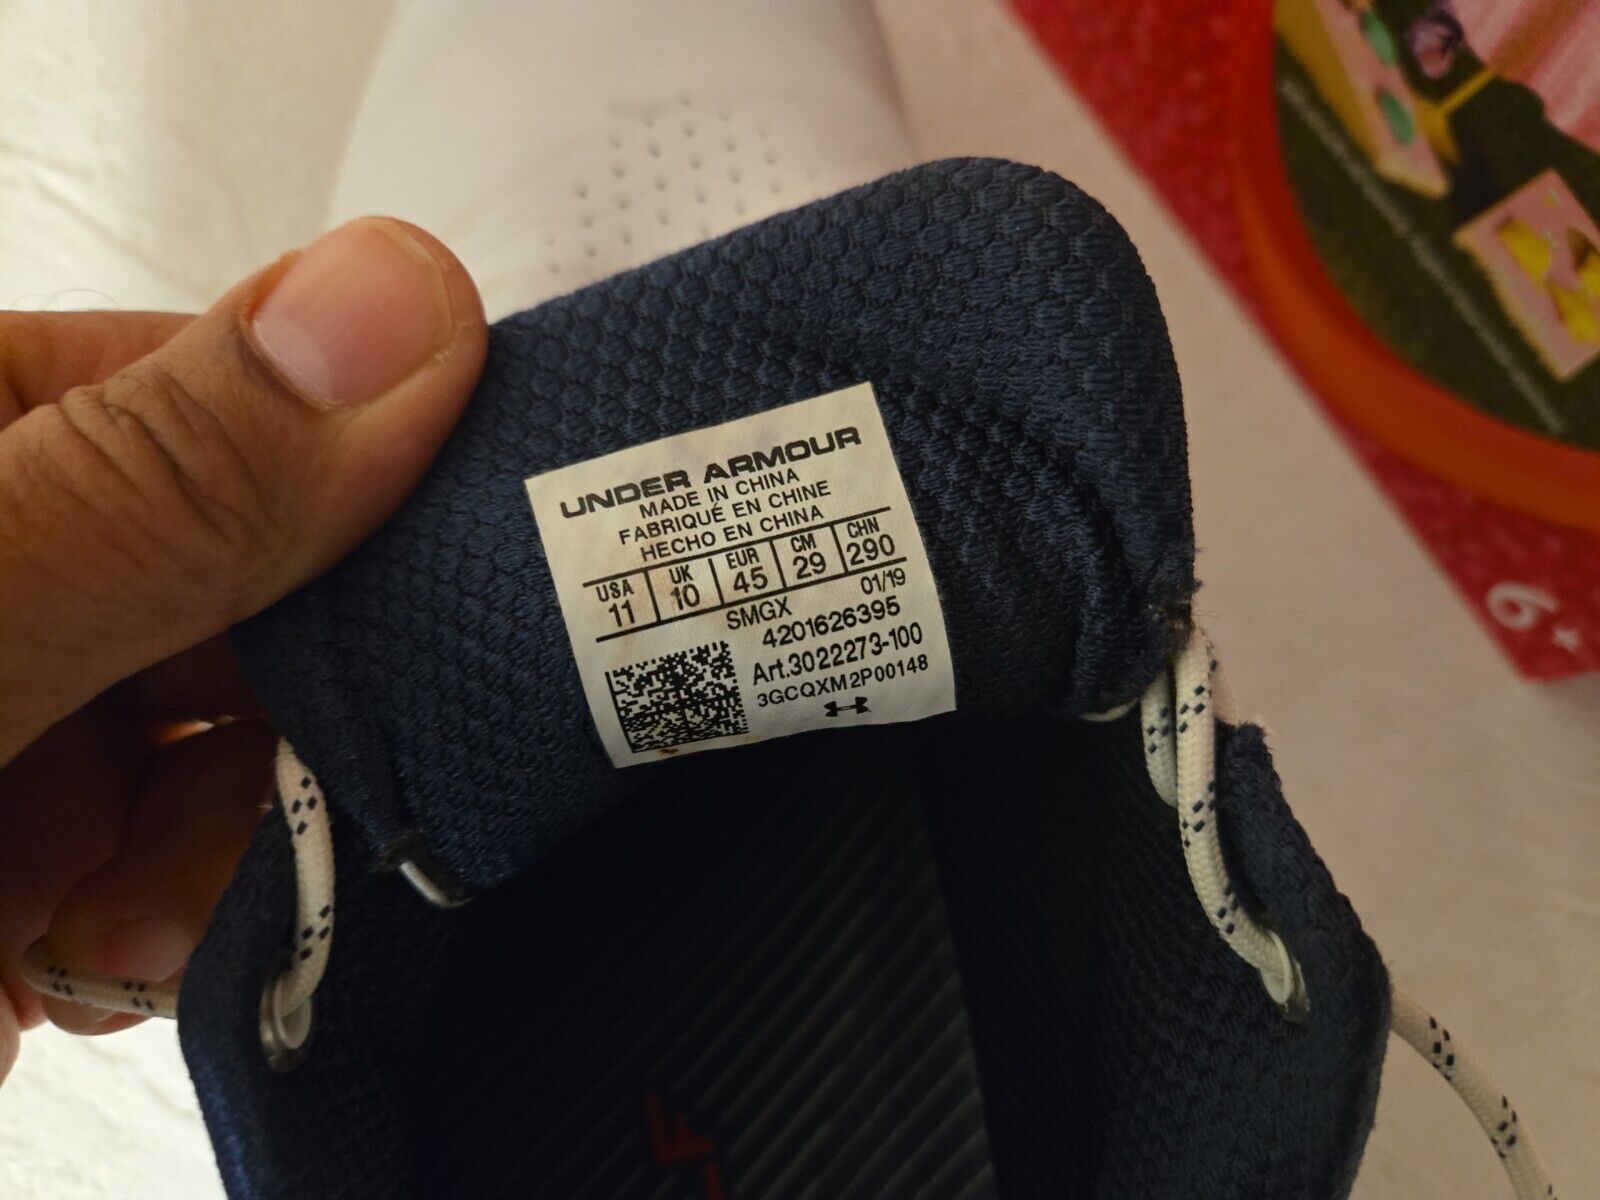 UNDER ARMOUR
MADE IN CHINA
FABRIQUÉ EN CHINE
HECHO EN CHINA
USA UK EUR CM CHN
11 10 45 29 290
SMGX 01/19
4201626395
Art.3022273-100
3GCQXM2P00148
6+